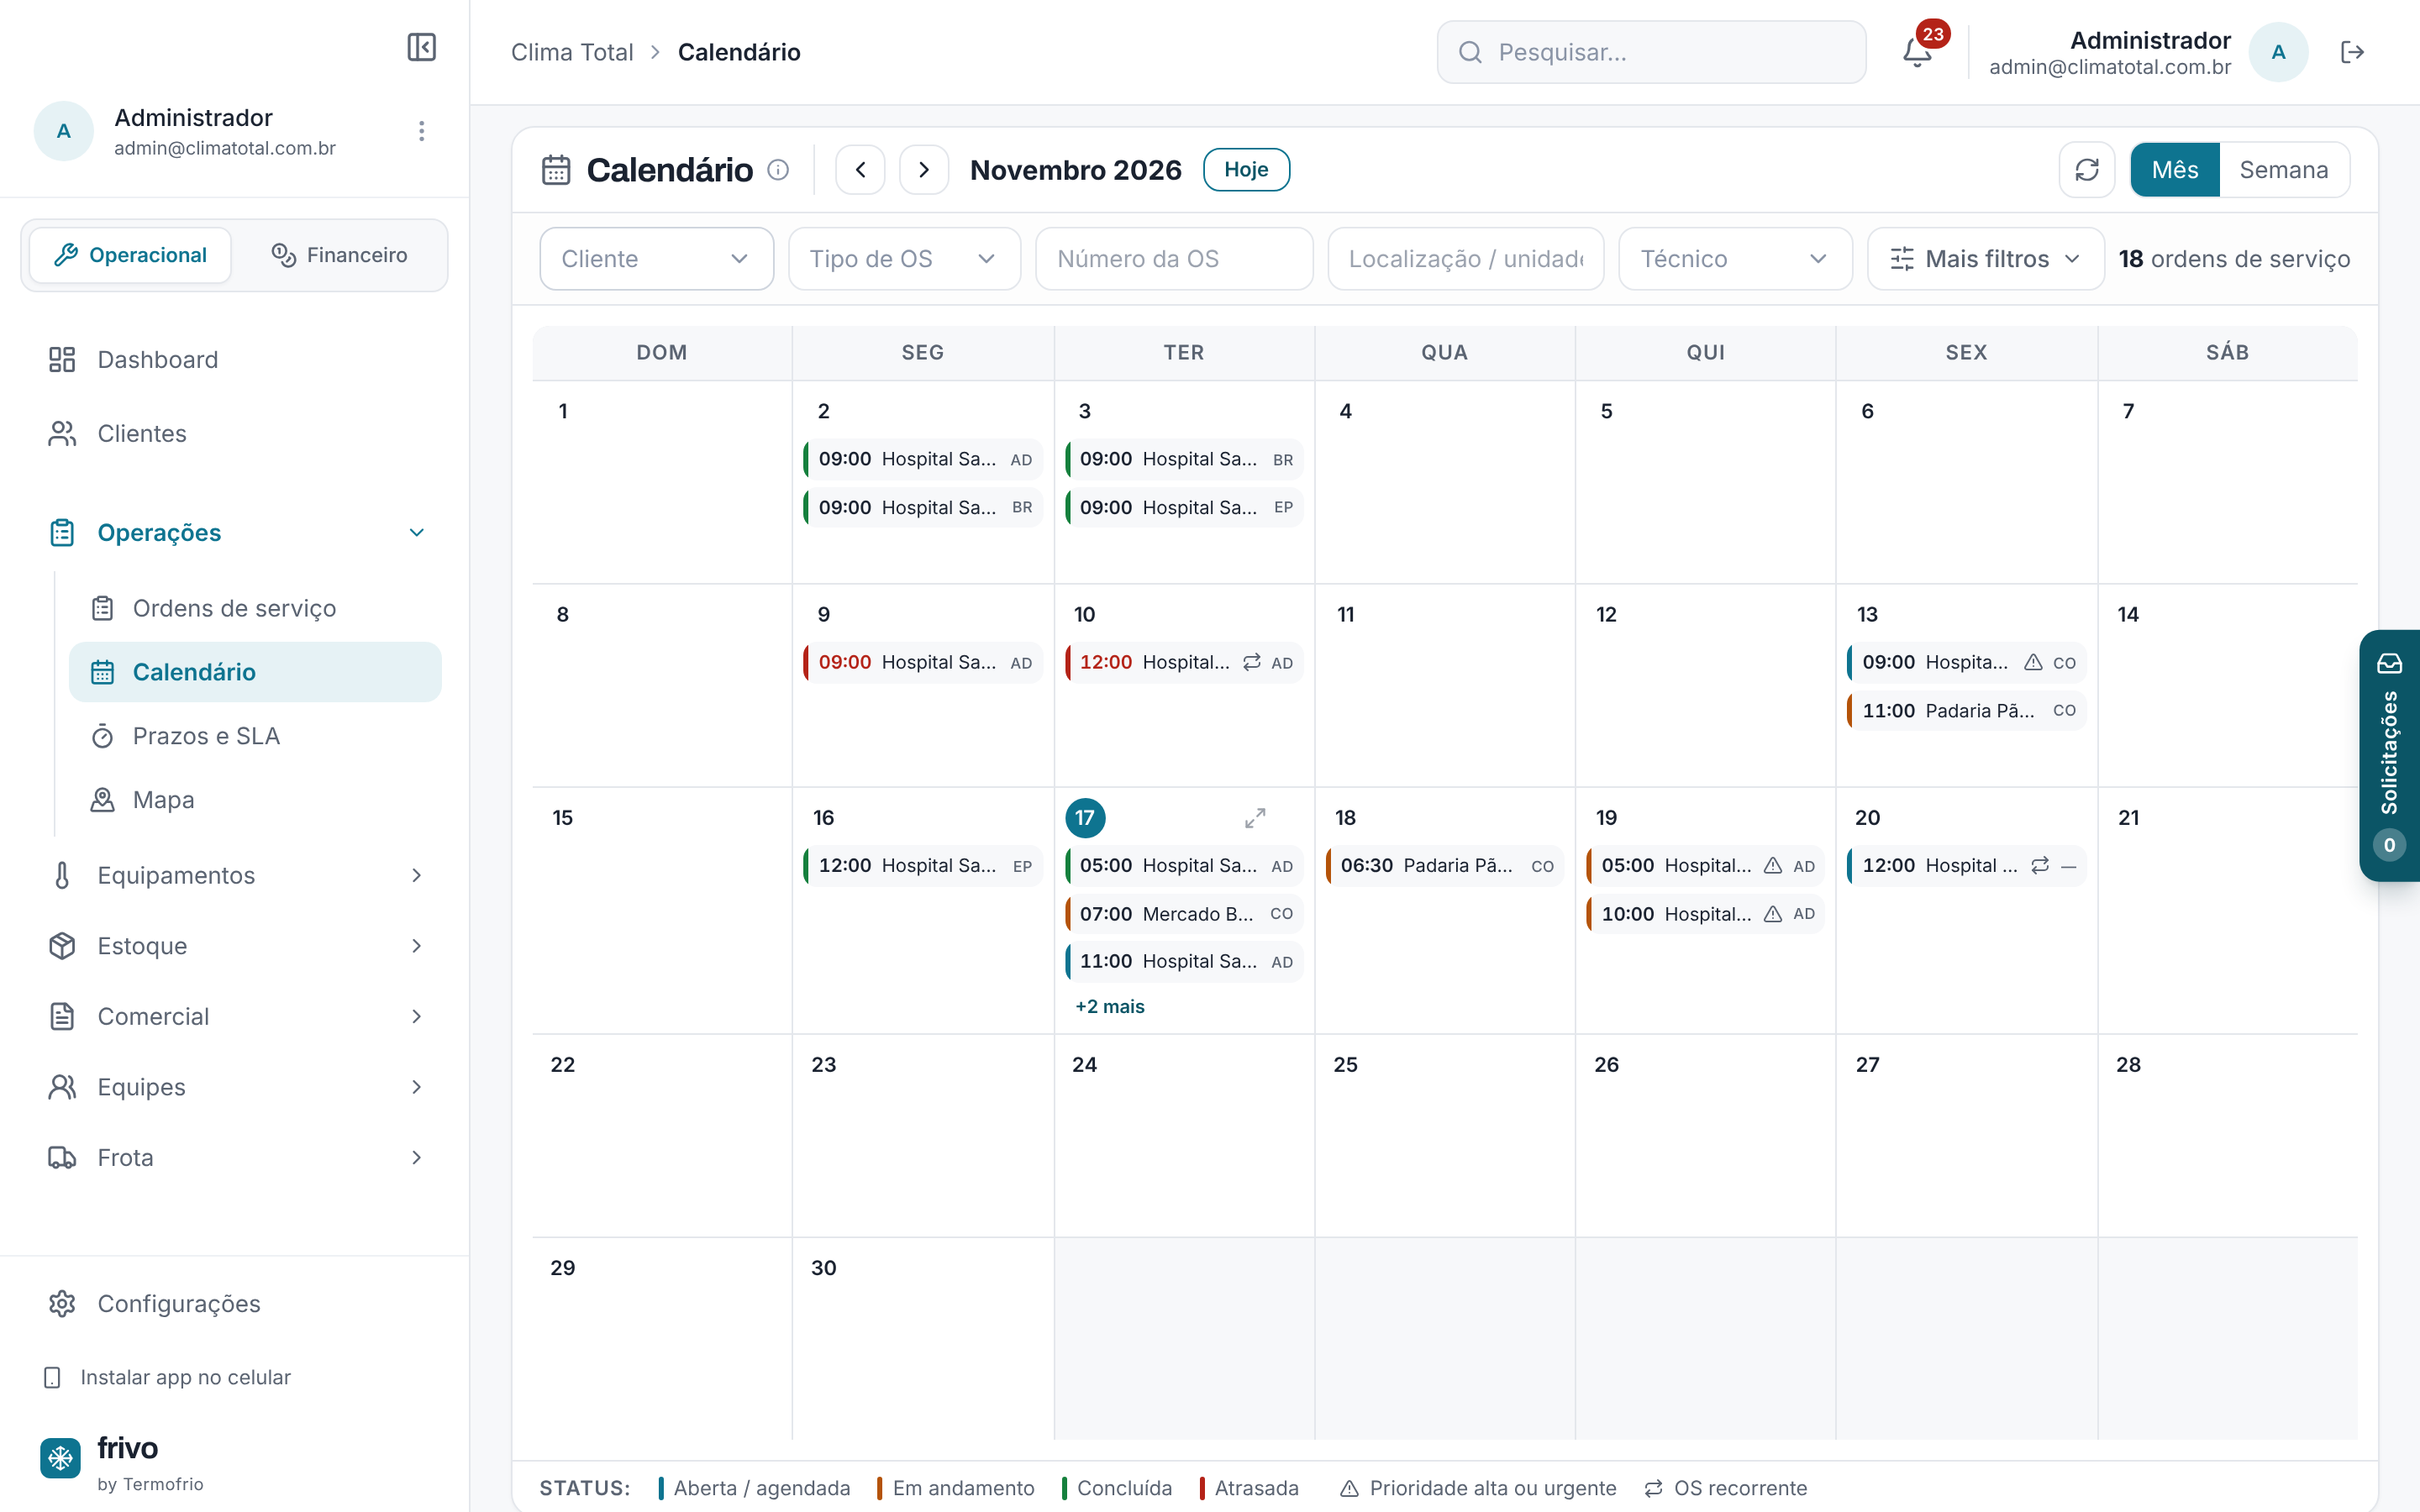 Clima Total > Calendário
Pesquisar...
23
Administrador
admin@climatotal.com.br
A
A
Administrador
admin@climatotal.com.br
Operacional
Financeiro
Dashboard
Clientes
Operações
Ordens de serviço
Calendário
Prazos e SLA
Mapa
Equipamentos
Estoque
Comercial
Equipes
Frota
Configurações
Instalar app no celular
frivo
by Termofrio
Calendário
Novembro 2026
Hoje
Mês
Semana
Cliente
Tipo de OS
Número da OS
Localização / unidade
Técnico
Mais filtros
18 ordens de serviço
DOM SEG TER QUA QUI SEX SÁB
1
2
09:00 Hospital Sa... AD
09:00 Hospital Sa... BR
3
09:00 Hospital Sa... BR
09:00 Hospital Sa... EP
4
5
6
7
8
9
09:00 Hospital Sa... AD
10
12:00 Hospital... AD
11
12
13
09:00 Hospita... CO
11:00 Padaria Pã... CO
14
15
16
12:00 Hospital Sa... EP
17
05:00 Hospital Sa... AD
07:00 Mercado B... CO
11:00 Hospital Sa... AD
+2 mais
18
06:30 Padaria Pã... CO
19
05:00 Hospital... AD
10:00 Hospital... AD
20
12:00 Hospital ... —
21
22
23
24
25
26
27
28
29
30
STATUS: Aberta / agendada Em andamento Concluída Atrasada Prioridade alta ou urgente OS recorrente
Solicitações
0